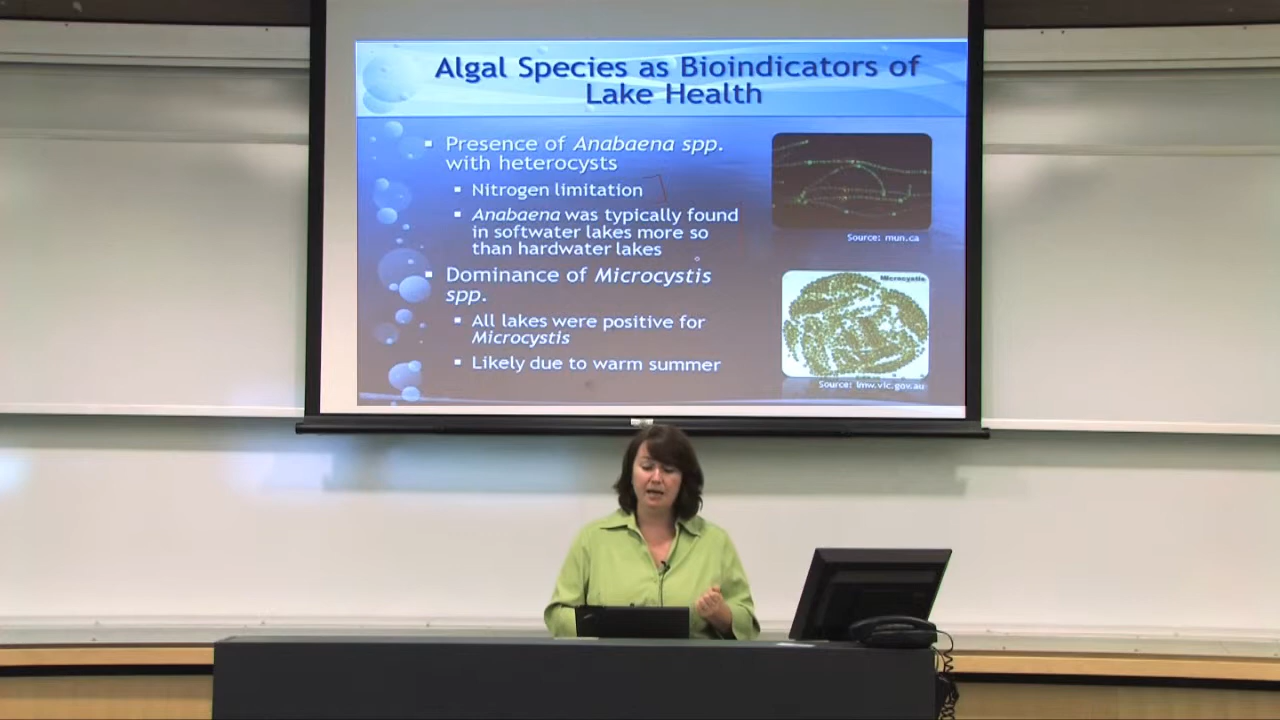 Algal Species as Bioindicators of
Lake Health
Presence of Anabaena spp.
with heterocysts
Nitrogen limitation
Anabaena was typically found
in softwater lakes more so
than hardwater lakes
Source: mun.ca
Dominance of Microcystis
spp.
Microcystis
All lakes were positive for
Microcystis
Likely due to warm summer
Source: lmw.vic.gov.au